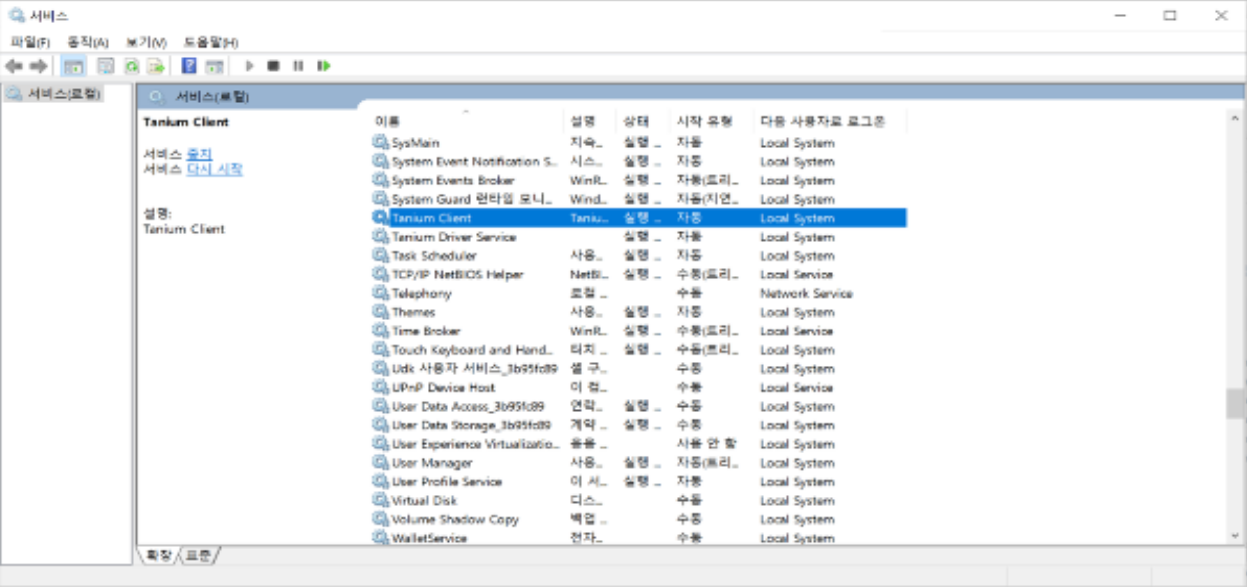 서비스
파일(F) 동작(A) 보기(V) 도움말(H)
서비스(로컬)
서비스(로컬)
Tanium Client
서비스 중지
서비스 다시 시작
설명:
Tanium Client
이름 설명 상태 시작 유형 다음 사용자로 로그온
SysMain 지속... 실행 ... 자동 Local System
System Event Notification S... 시스... 실행 ... 자동 Local System
System Events Broker WinR... 실행 ... 자동(트리... Local System
System Guard 런타임 모니... Wind... 실행 ... 자동(지연... Local System
Tanium Client Taniu... 실행 ... 자동 Local System
Tanium Driver Service 실행 ... 자동 Local System
Task Scheduler 사용... 실행 ... 자동 Local System
TCP/IP NetBIOS Helper NetBI... 실행 ... 수동(트리... Local Service
Telephony 로컬 ... 수동 Network Service
Themes 사용... 실행 ... 자동 Local System
Time Broker WinR... 실행 ... 수동(트리... Local Service
Touch Keyboard and Hand... 터치 ... 실행 ... 수동(트리... Local System
Udk 사용자 서비스_3b95fc89 셸 구... 수동 Local System
UPnP Device Host 이 컴... 수동 Local Service
User Data Access_3b95fc89 연락... 실행 ... 수동 Local System
User Data Storage_3b95fc89 계약 ... 실행 ... 수동 Local System
User Experience Virtualizatio... 응용 ... 사용 안 함 Local System
User Manager 사용... 실행 ... 자동(트리... Local System
User Profile Service 이 서... 실행 ... 자동 Local System
Virtual Disk 디스... 수동 Local System
Volume Shadow Copy 백업 ... 수동 Local System
WalletService 전자... 수동 Local System
확장 표준